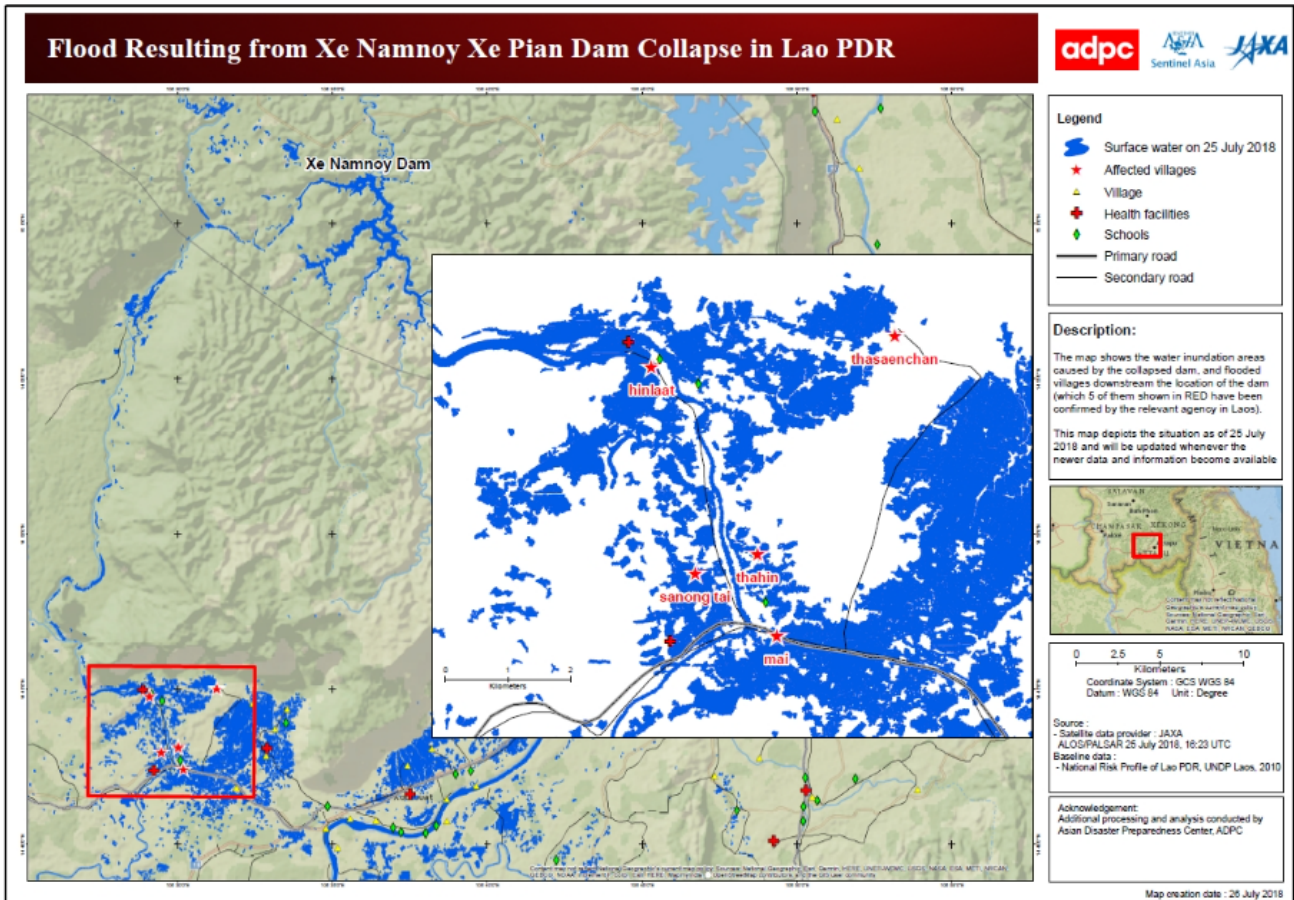 Flood Resulting from Xe Namnoy Xe Pian Dam Collapse in Lao PDR
adpc
Sentinel Asia
JAXA
Xe Namnoy Dam
thasaenchan
hinlaat
thahin
sanong tai
mai
0 1 2
Kilometers
Legend
Surface water on 25 July 2018
Affected villages
Village
Health facilities
Schools
Primary road
Secondary road
Description:
The map shows the water inundation areas
caused by the collapsed dam, and flooded
villages downstream the location of the dam
(which 5 of them shown in RED have been
confirmed by the relevant agency in Laos).
This map depicts the situation as of 25 July
2018 and will be updated whenever the
newer data and information become available
VIETNA
0 2.5 5 10
Kilometers
Coordinate System : GCS WGS 84
Datum : WGS 84 Unit : Degree
Source :
- Satellite data provider : JAXA
ALOS/PALSAR 25 July 2018, 16:23 UTC
Baseline data :
- National Risk Profile of Lao PDR, UNDP Laos, 2010
Acknowledgement:
Additional processing and analysis conducted by
Asian Disaster Preparedness Center, ADPC
Map creation date : 26 July 2018